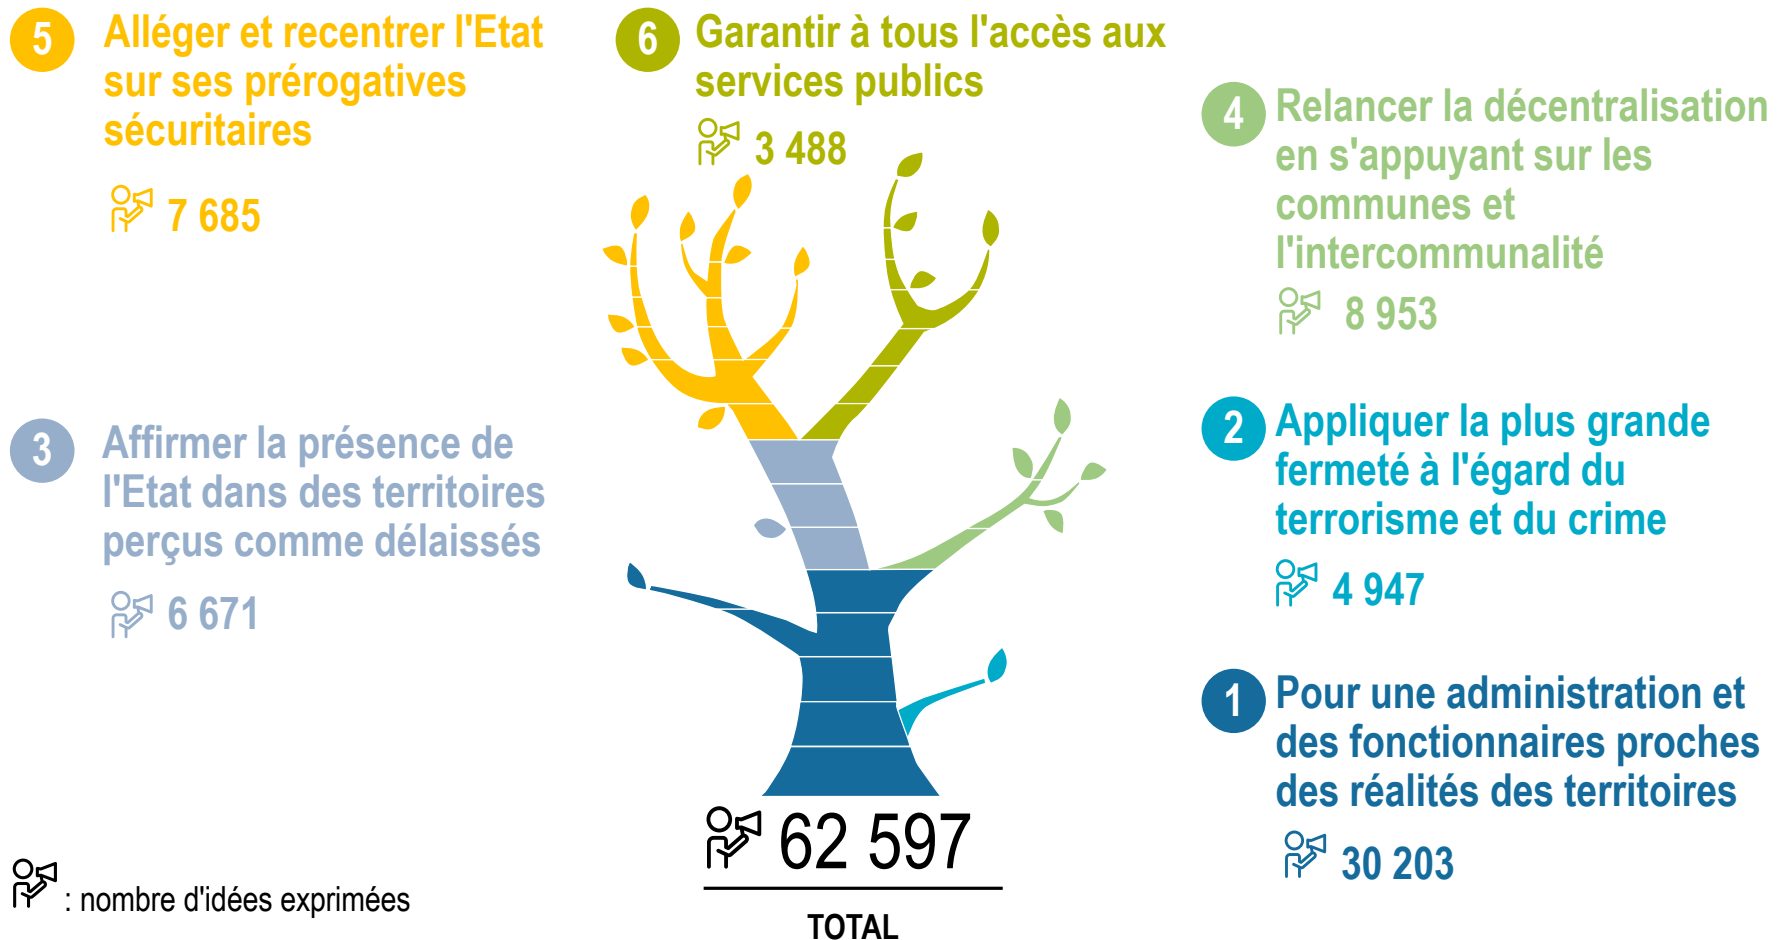 5
Alléger et recentrer l'Etat
sur ses prérogatives
sécuritaires
7 685
6
Garantir à tous l'accès aux
services publics
3 488
4
Relancer la décentralisation
en s'appuyant sur les
communes et
l'intercommunalité
8 953
3
Affirmer la présence de
l'Etat dans des territoires
perçus comme délaissés
6 671
2
Appliquer la plus grande
fermeté à l'égard du
terrorisme et du crime
4 947
1
Pour une administration et
des fonctionnaires proches
des réalités des territoires
30 203
62 597
TOTAL
: nombre d'idées exprimées